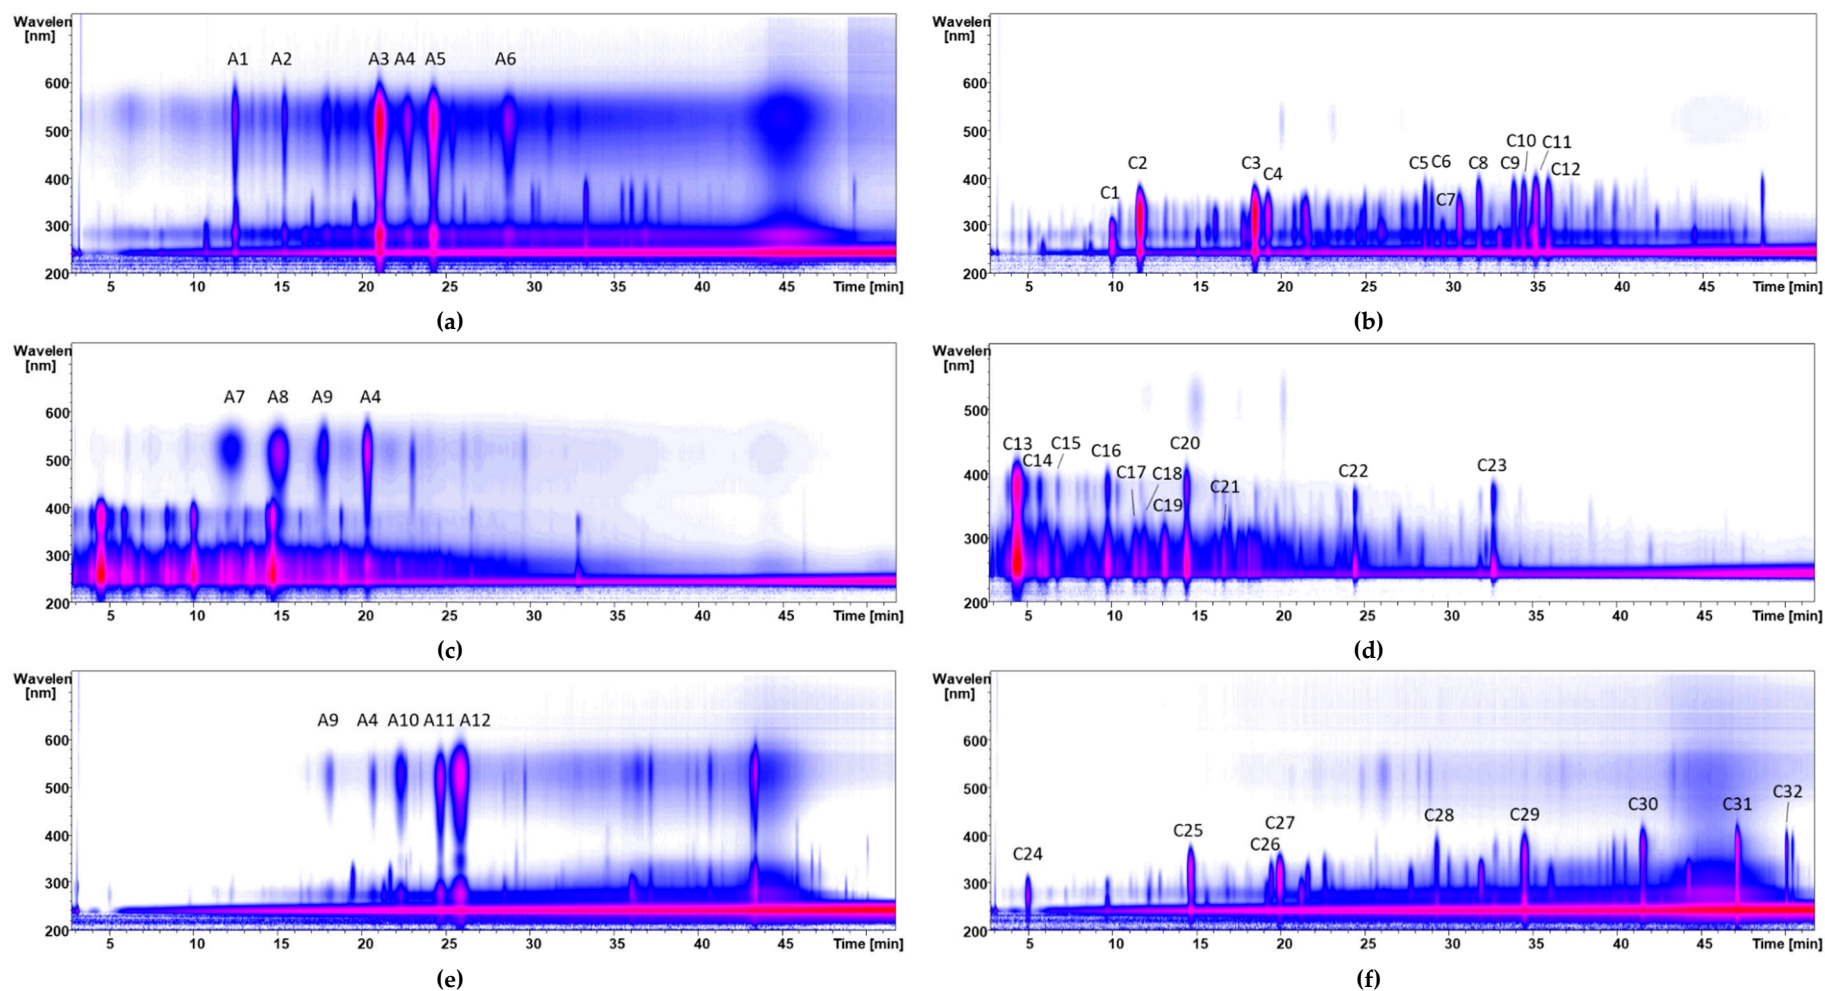 Wavelen
[nm]
A1 A2 A3 A4 A5 A6
600
500
400
300
200
5 10 15 20 25 30 35 40 45 Time [min]
(a)
Wavelen
[nm]
C1 C2 C3 C4 C5 C6 C7 C8 C9 C10 C11 C12
600
500
400
300
200
5 10 15 20 25 30 35 40 45 Time [min]
(b)
Wavelen
[nm]
A7 A8 A9 A4
600
500
400
300
200
5 10 15 20 25 30 35 40 45 Time [min]
(c)
Wavelen
[nm]
C13 C14 C15 C16 C17 C18 C19 C20 C21 C22 C23
500
400
300
200
5 10 15 20 25 30 35 40 45 Time [min]
(d)
Wavelen
[nm]
A9 A4 A10 A11 A12
600
500
400
300
200
5 10 15 20 25 30 35 40 45 Time [min]
(e)
Wavelen
[nm]
C24 C25 C26 C27 C28 C29 C30 C31 C32
600
500
400
300
200
5 10 15 20 25 30 35 40 45 Time [min]
(f)